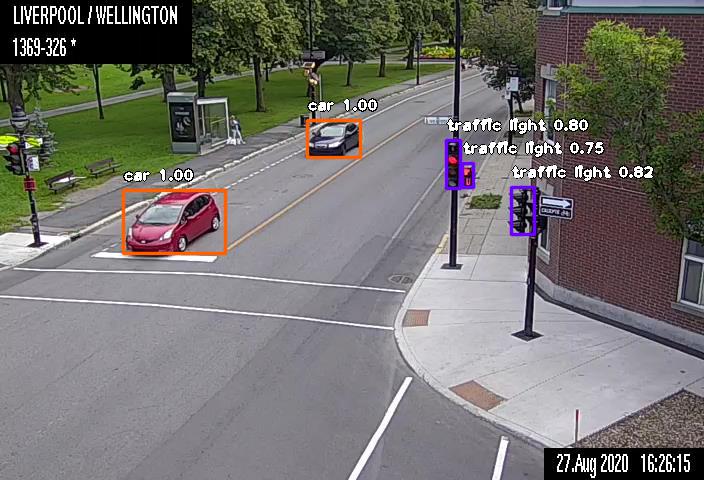 LIVERPOOL / WELLINGTON
1369-326 *
car 1.00
traffic light 0.80
traffic light 0.75
car 1.00
traffic light 0.82
27.Aug 2020 16:26:15